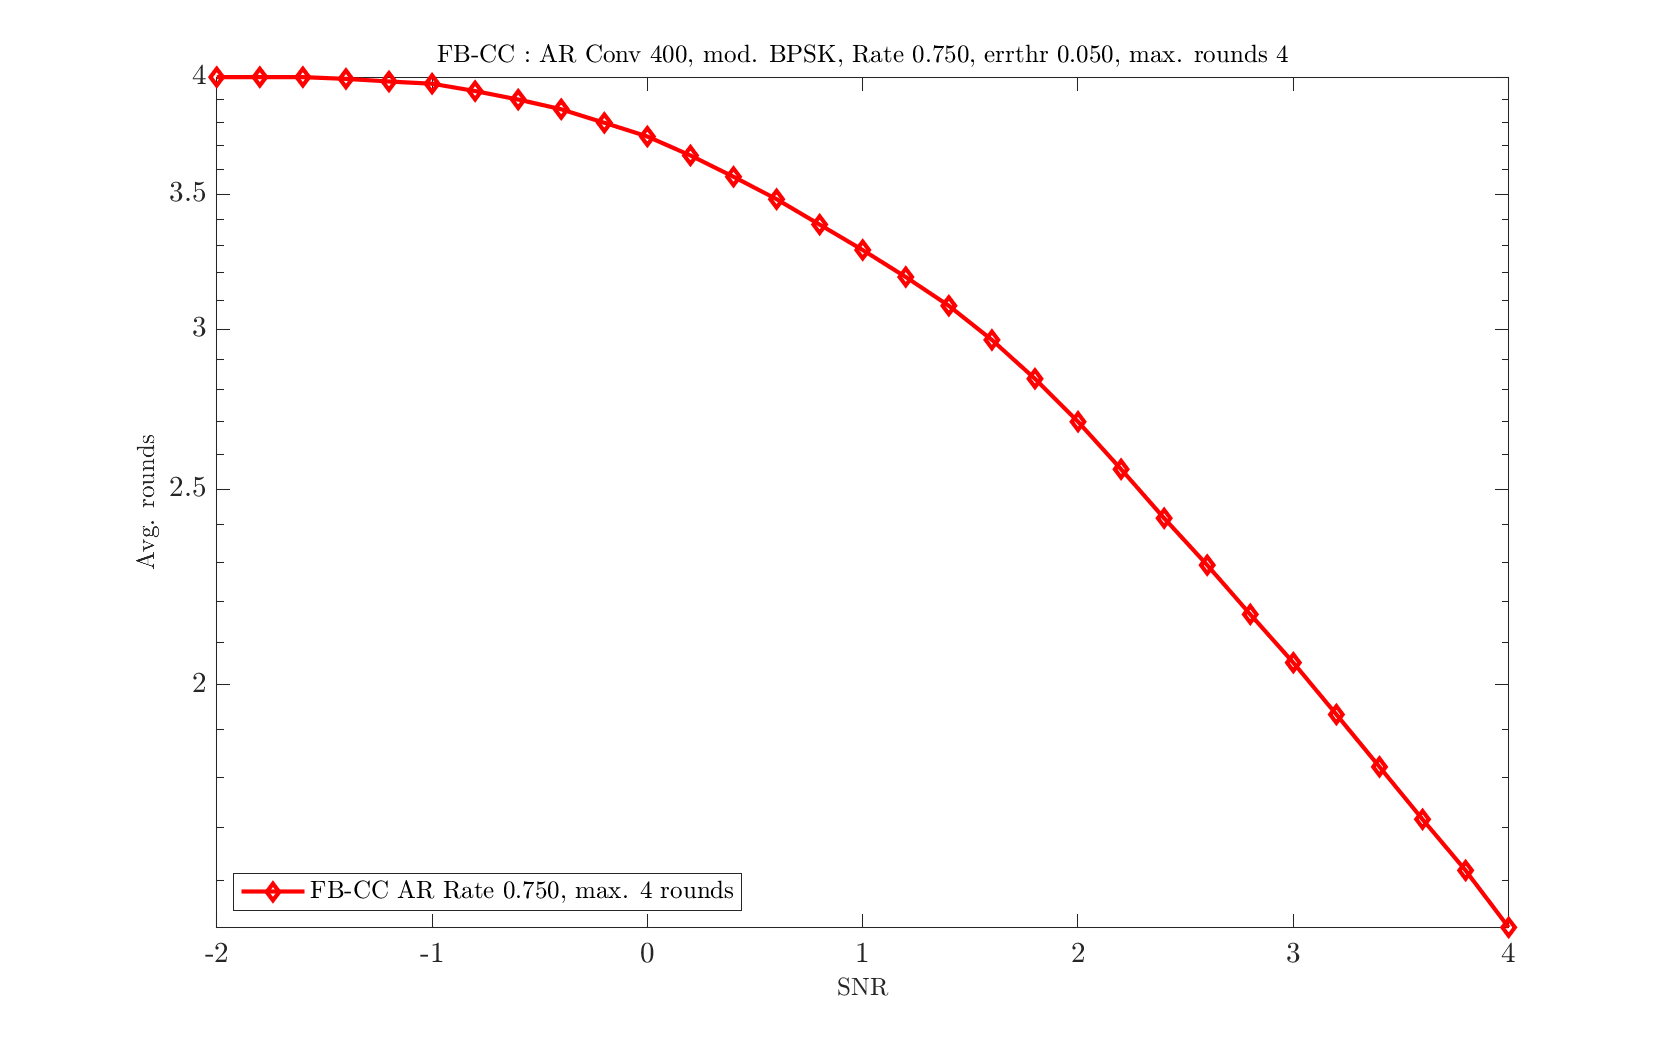 FB-CC : AR Conv 400, mod. BPSK, Rate 0.750, errthr 0.050, max. rounds 4
4
3.5
3
2.5
2
Avg. rounds
FB-CC AR Rate 0.750, max. 4 rounds
-2 -1 0 1 2 3 4
SNR